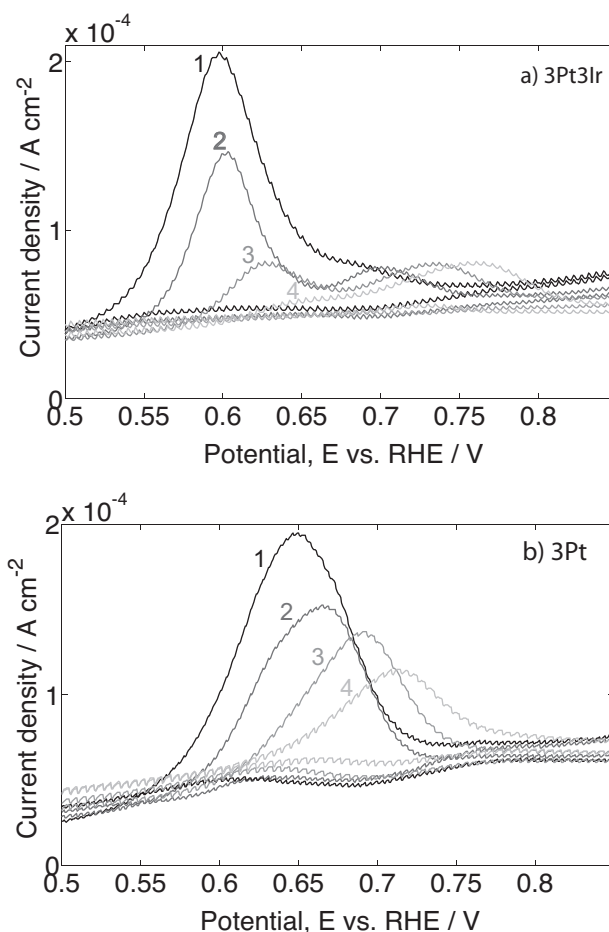 x 10⁻⁴
2
1
0
Current density / A cm⁻²
a) 3Pt3Ir
1
2
3
4
0.5 0.55 0.6 0.65 0.7 0.75 0.8
Potential, E vs. RHE / V
x 10⁻⁴
2
1
0
Current density / A cm⁻²
b) 3Pt
1
2
3
4
0.5 0.55 0.6 0.65 0.7 0.75 0.8
Potential, E vs. RHE / V